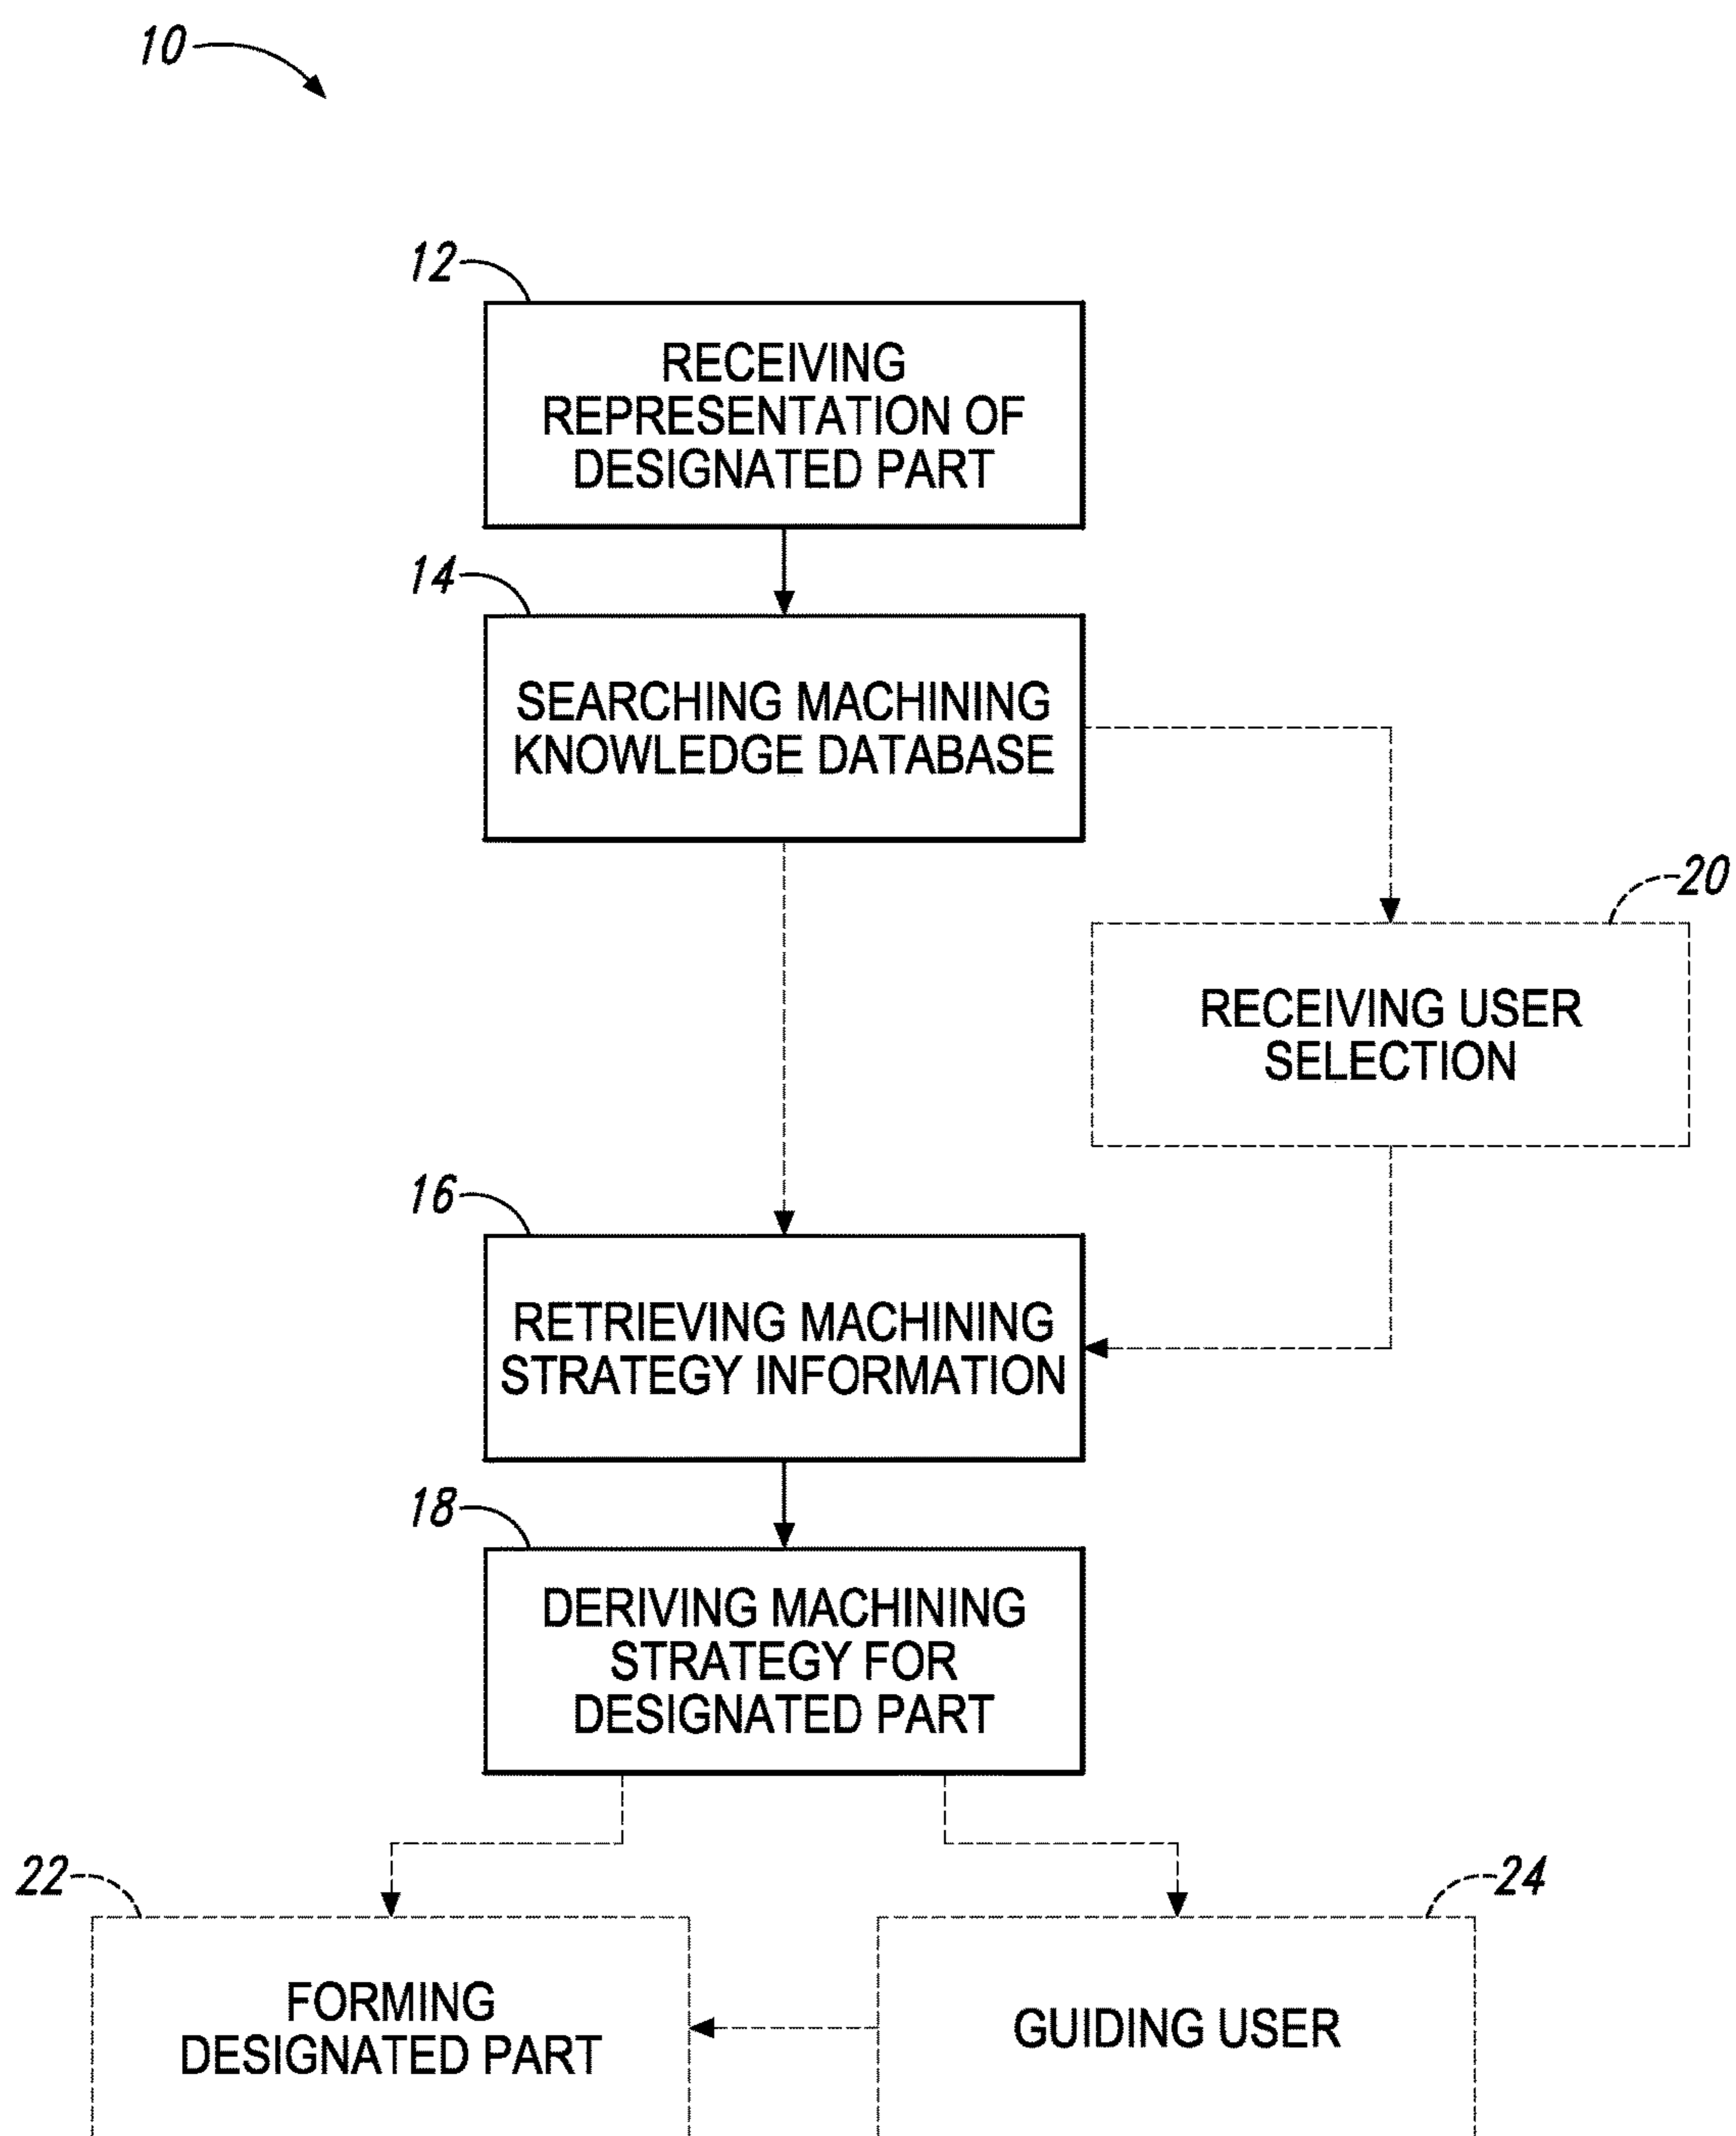 10
12
RECEIVING
REPRESENTATION OF
DESIGNATED PART
14
SEARCHING MACHINING
KNOWLEDGE DATABASE
20
RECEIVING USER
SELECTION
16
RETRIEVING MACHINING
STRATEGY INFORMATION
18
DERIVING MACHINING
STRATEGY FOR
DESIGNATED PART
22
FORMING
DESIGNATED PART
24
GUIDING USER